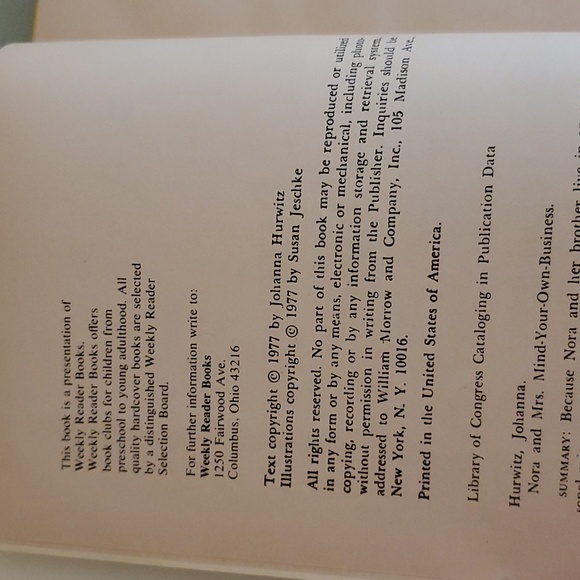 This book is a presentation of
Weekly Reader Books.
Weekly Reader Books offers
book clubs for children from
preschool to young adulthood. All
quality hardcover books are selected
by a distinguished Weekly Reader
Selection Board.
For further information write to:
Weekly Reader Books
1250 Fairwood Ave.
Columbus, Ohio 43216
Text copyright © 1977 by Johanna Hurwitz
Illustrations copyright © 1977 by Susan Jeschke
All rights reserved. No part of this book may be reproduced or utilized
in any form or by any means, electronic or mechanical, including photo-
copying, recording or by any information storage and retrieval system,
without permission in writing from the Publisher. Inquiries should be
addressed to William Morrow and Company, Inc., 105 Madison Ave.,
New York, N. Y. 10016.
Printed in the United States of America.
Library of Congress Cataloging in Publication Data
Hurwitz, Johanna.
Nora and Mrs. Mind-Your-Own-Business.
SUMMARY: Because Nora and her brother live in